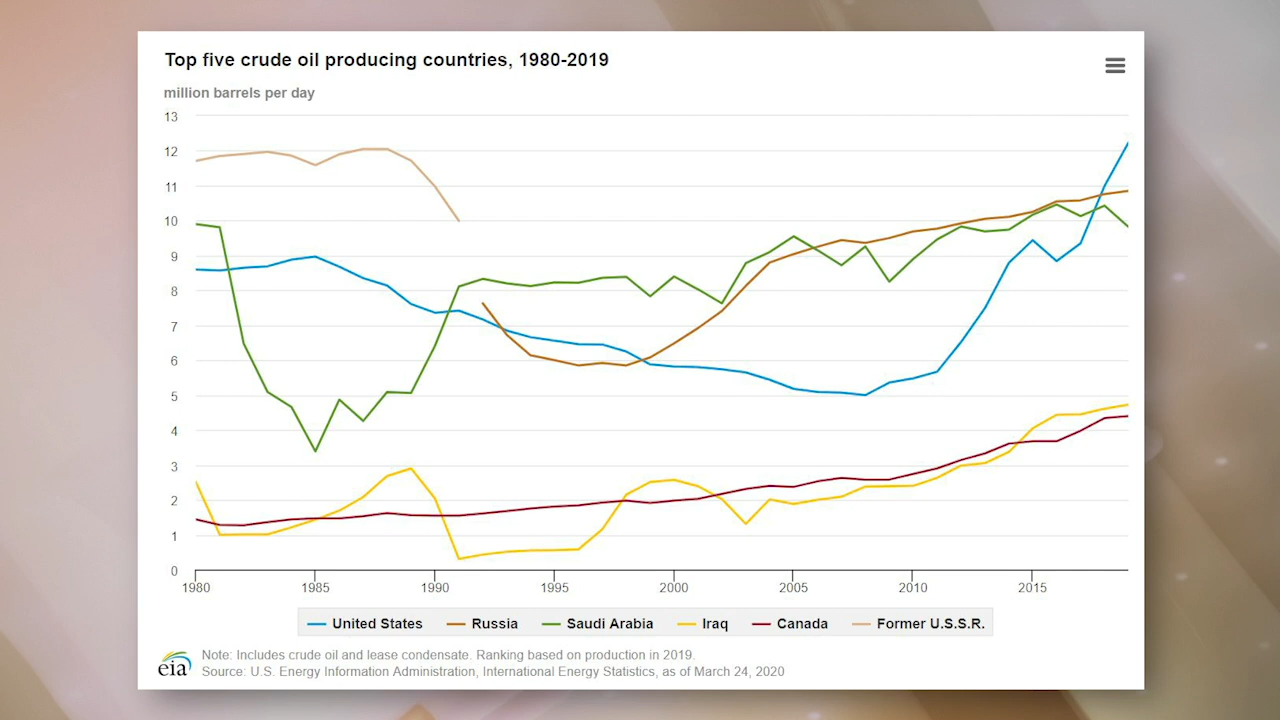 Top five crude oil producing countries, 1980-2019
million barrels per day
13
12
11
10
9
8
7
6
5
4
3
2
1
0
1980 1985 1990 1995 2000 2005 2010 2015
United States Russia Saudi Arabia Iraq Canada Former U.S.S.R.
eia
Note: Includes crude oil and lease condensate. Ranking based on production in 2019.
Source: U.S. Energy Information Administration, International Energy Statistics, as of March 24, 2020